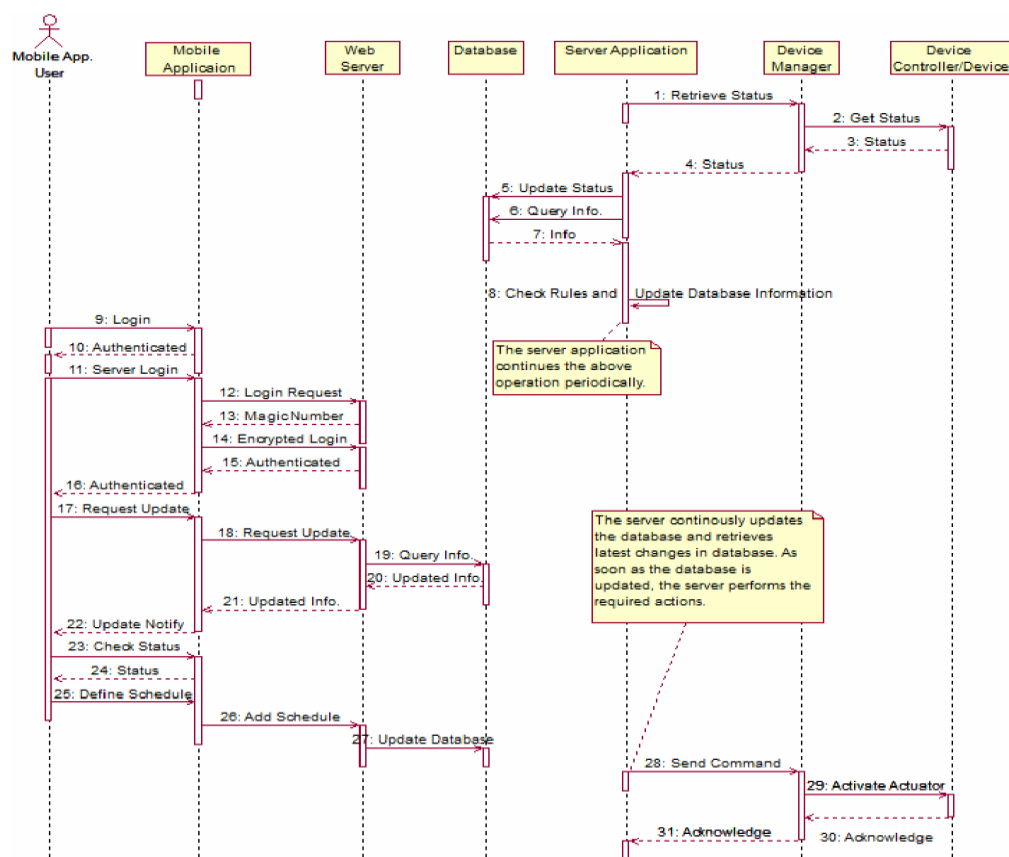 Mobile App.
User
Mobile
Applicaion
Web
Server
Database
Server Application
Device
Manager
Device
Controller/Device
1: Retrieve Status
2: Get Status
3: Status
4: Status
5: Update Status
6: Query Info.
7: Info
8: Check Rules and Update Database Information
9: Login
10: Authenticated
The server application
continues the above
operation periodically.
11: Server Login
12: Login Request
13: MagicNumber
14: Encrypted Login
15: Authenticated
16: Authenticated
17: Request Update
The server continously updates
the database and retrieves
latest changes in database. As
soon as the database is
updated, the server performs the
required actions.
18: Request Update
19: Query Info.
20: Updated Info.
21: Updated Info.
22: Update Notify
23: Check Status
24: Status
25: Define Schedule
26: Add Schedule
27: Update Database
28: Send Command
29: Activate Actuator
30: Acknowledge
31: Acknowledge